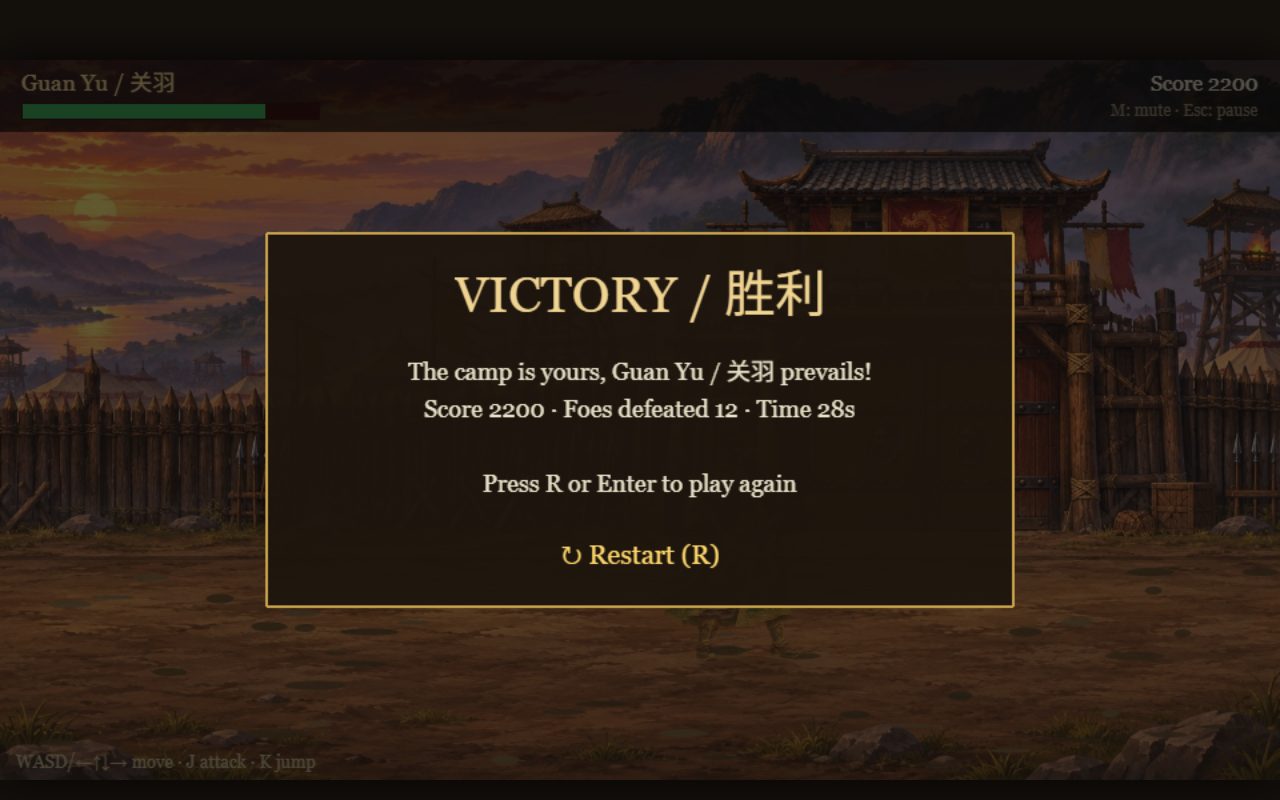 Guan Yu / 关羽
Score 2200
M: mute · Esc: pause
VICTORY / 胜利
The camp is yours, Guan Yu / 关羽 prevails!
Score 2200 · Foes defeated 12 · Time 28s
Press R or Enter to play again
↻ Restart (R)
WASD/←↑↓→ move · J attack · K jump